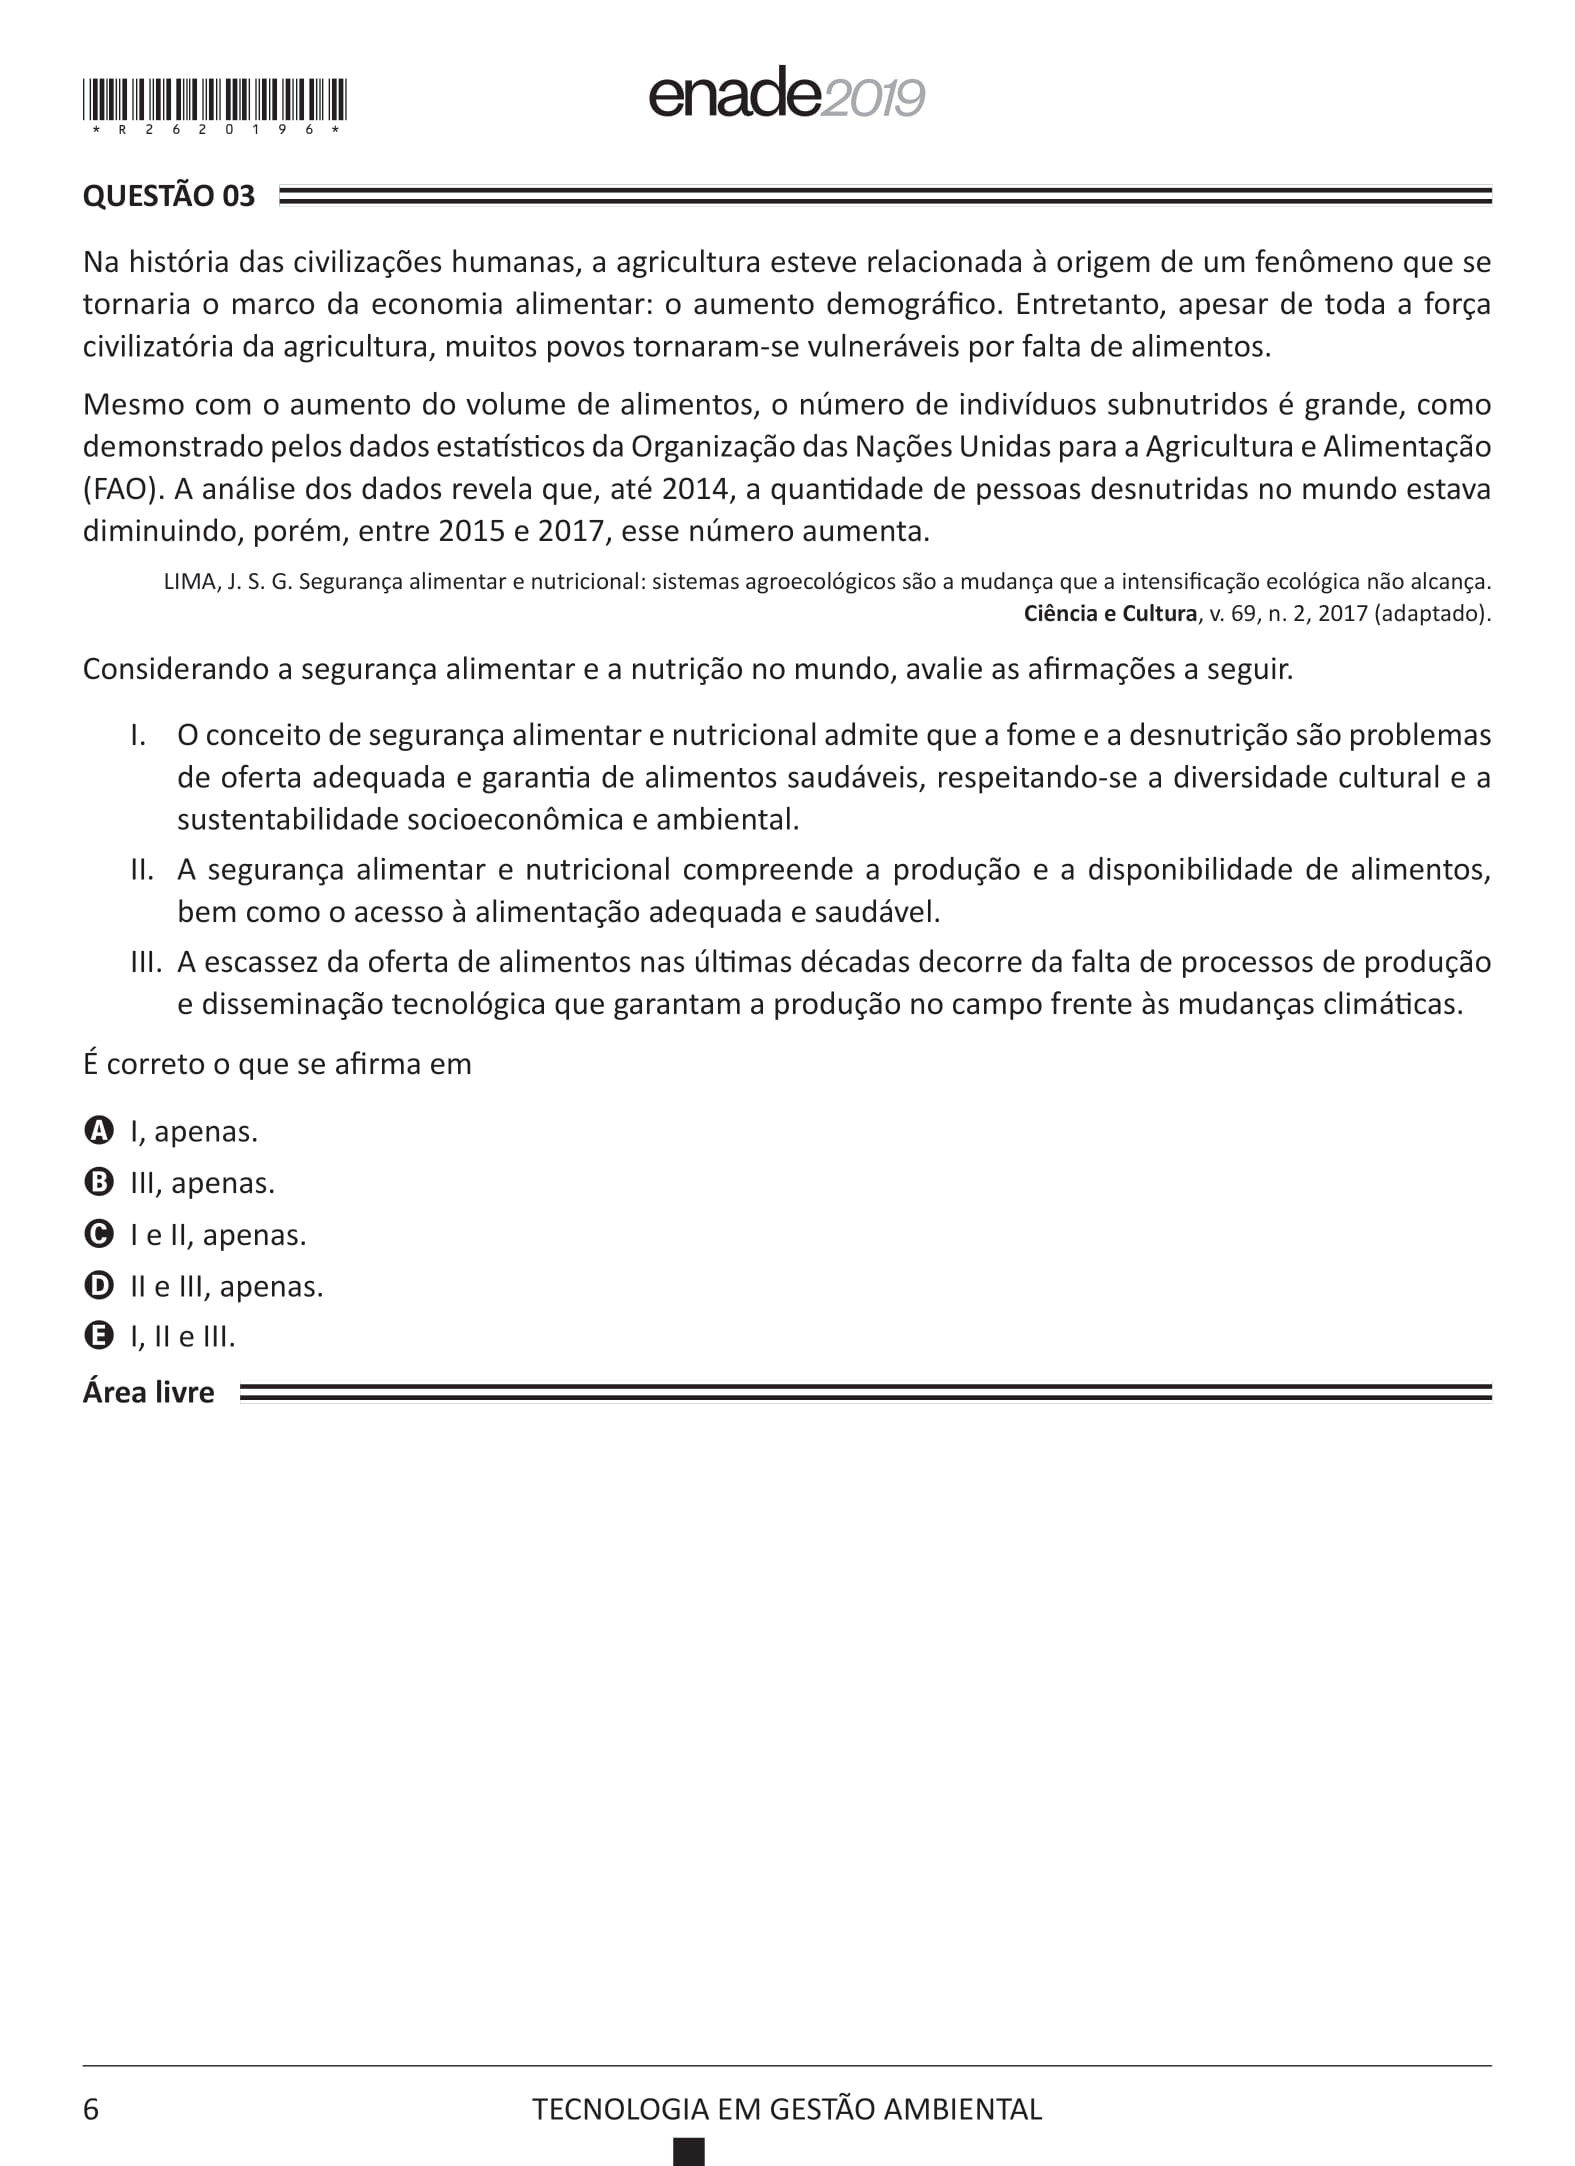 *R2620196*
enade2019
QUESTÃO 03
Na história das civilizações humanas, a agricultura esteve relacionada à origem de um fenômeno que se
tornaria o marco da economia alimentar: o aumento demográfico. Entretanto, apesar de toda a força
civilizatória da agricultura, muitos povos tornaram-se vulneráveis por falta de alimentos.
Mesmo com o aumento do volume de alimentos, o número de indivíduos subnutridos é grande, como
demonstrado pelos dados estatísticos da Organização das Nações Unidas para a Agricultura e Alimentação
(FAO). A análise dos dados revela que, até 2014, a quantidade de pessoas desnutridas no mundo estava
diminuindo, porém, entre 2015 e 2017, esse número aumenta.
LIMA, J. S. G. Segurança alimentar e nutricional: sistemas agroecológicos são a mudança que a intensificação ecológica não alcança.
Ciência e Cultura, v. 69, n. 2, 2017 (adaptado).
Considerando a segurança alimentar e a nutrição no mundo, avalie as afirmações a seguir.
I. O conceito de segurança alimentar e nutricional admite que a fome e a desnutrição são problemas
de oferta adequada e garantia de alimentos saudáveis, respeitando-se a diversidade cultural e a
sustentabilidade socioeconômica e ambiental.
II. A segurança alimentar e nutricional compreende a produção e a disponibilidade de alimentos,
bem como o acesso à alimentação adequada e saudável.
III. A escassez da oferta de alimentos nas últimas décadas decorre da falta de processos de produção
e disseminação tecnológica que garantam a produção no campo frente às mudanças climáticas.
É correto o que se afirma em
A I, apenas.
B III, apenas.
C I e II, apenas.
D II e III, apenas.
E I, II e III.
Área livre
6 TECNOLOGIA EM GESTÃO AMBIENTAL